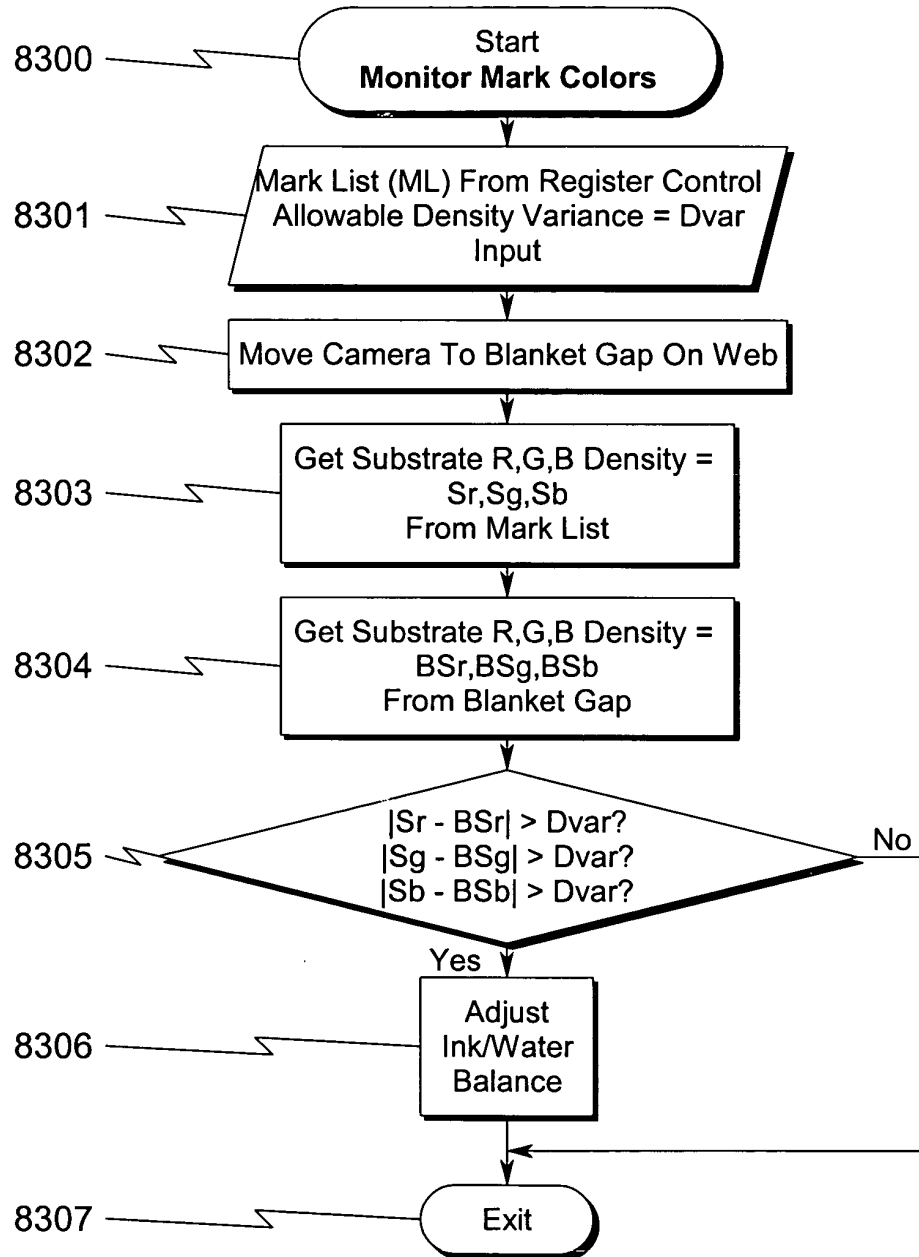 8300
Start
Monitor Mark Colors
8301
Mark List (ML) From Register Control
Allowable Density Variance = Dvar
Input
8302
Move Camera To Blanket Gap On Web
8303
Get Substrate R,G,B Density =
Sr,Sg,Sb
From Mark List
8304
Get Substrate R,G,B Density =
BSr,BSg,BSb
From Blanket Gap
8305
|Sr - BSr| > Dvar?
|Sg - BSg| > Dvar?
|Sb - BSb| > Dvar?
No
Yes
8306
Adjust
Ink/Water
Balance
8307
Exit